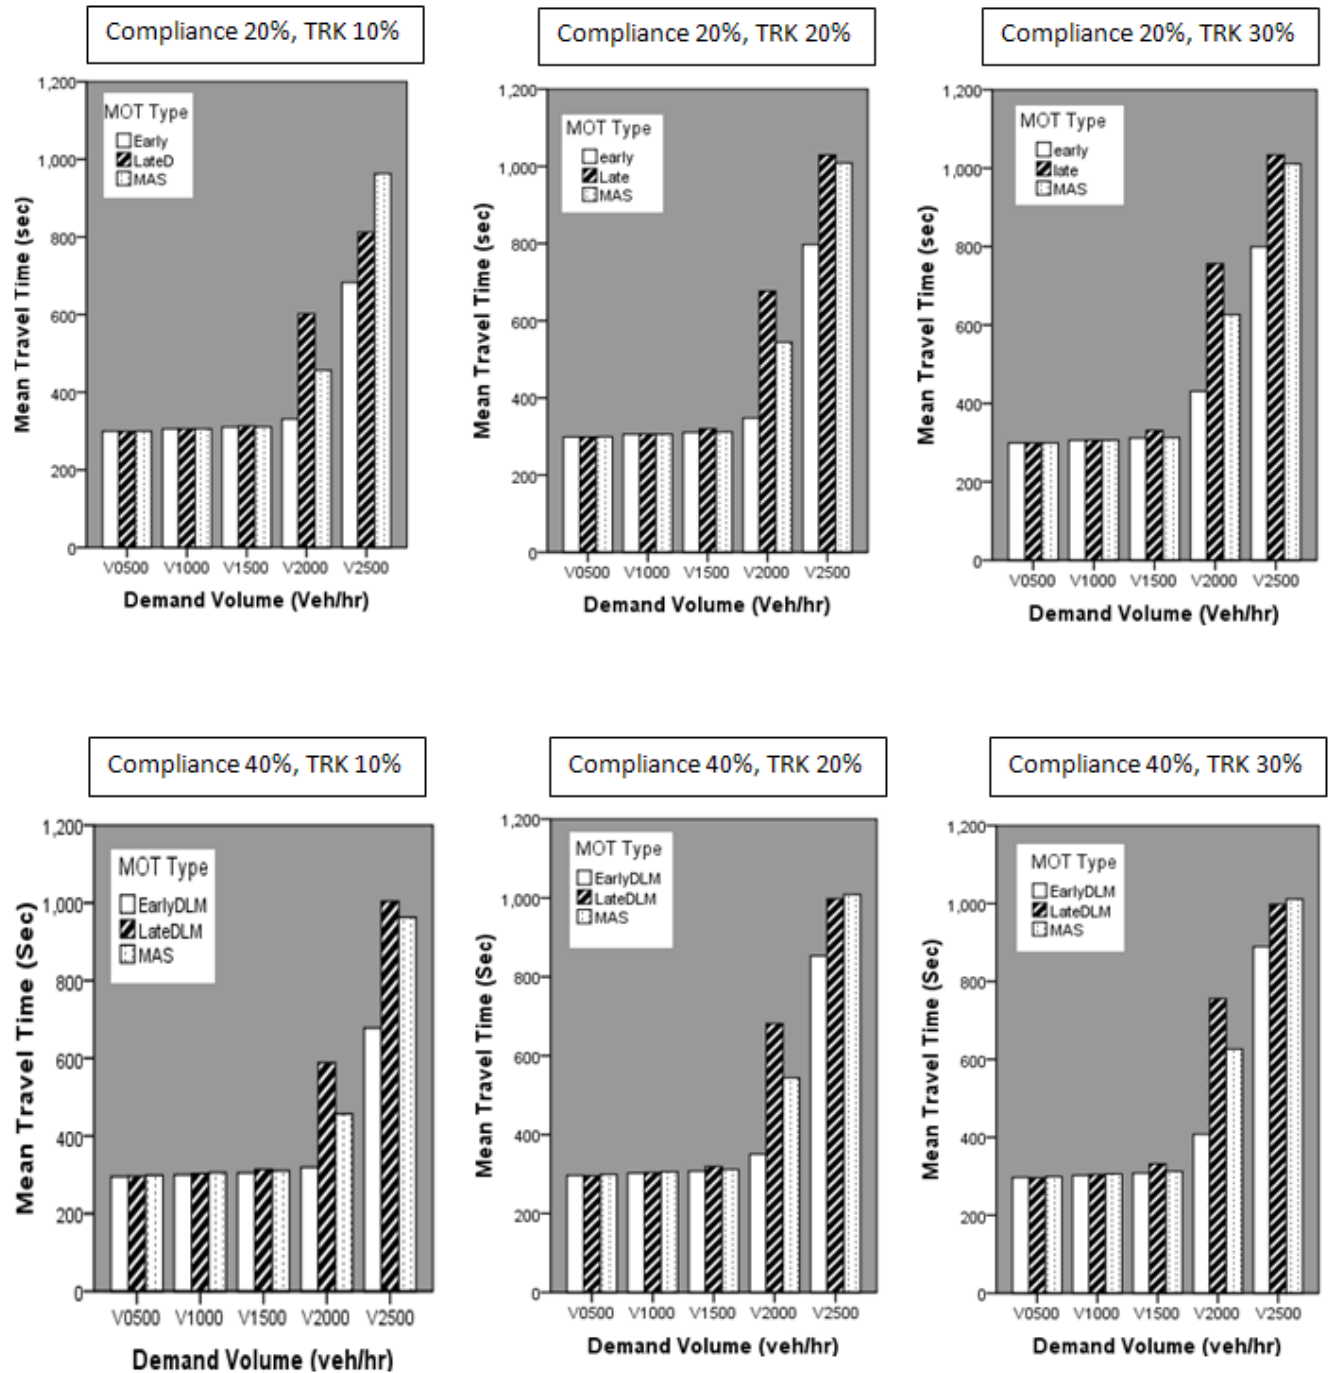 Compliance 20%, TRK 10%
1,200
1,000
800
600
400
200
0
Mean Travel Time (sec)
MOT Type
Early
LateD
MAS
V0500 V1000 V1500 V2000 V2500
Demand Volume (Veh/hr)
Compliance 20%, TRK 20%
1,200
1,000
800
600
400
200
0
Mean Travel Time (sec)
MOT Type
early
Late
MAS
V0500 V1000 V1500 V2000 V2500
Demand Volume (Veh/hr)
Compliance 20%, TRK 30%
1,200
1,000
800
600
400
200
0
Mean Travel Time (sec)
MOT Type
early
late
MAS
V0500 V1000 V1500 V2000 V2500
Demand Volume (Veh/hr)
Compliance 40%, TRK 10%
1,200
1,000
800
600
400
200
0
Mean Travel Time (Sec)
MOT Type
EarlyDLM
LateDLM
MAS
V0500 V1000 V1500 V2000 V2500
Demand Volume (veh/hr)
Compliance 40%, TRK 20%
1,200
1,000
800
600
400
200
0
Mean Travel Time (Sec)
MOT Type
EarlyDLM
LateDLM
MAS
V0500 V1000 V1500 V2000 V2500
Demand Volume (veh/hr)
Compliance 40%, TRK 30%
1,200
1,000
800
600
400
200
0
Mean Travel Time (Sec)
MOT Type
EarlyDLM
LateDLM
MAS
V0500 V1000 V1500 V2000 V2500
Demand Volume (veh/hr)